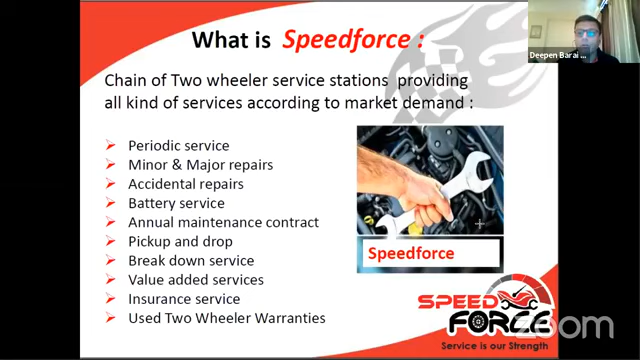 What is Speedforce :
Deepen Barai
Chain of Two wheeler service stations providing
all kind of services according to market demand :
Periodic service
Minor & Major repairs
Accidental repairs
Battery service
Annual maintenance contract
Pickup and drop
Break down service
Value added services
Insurance service
Used Two Wheeler Warranties
Speedforce
SPEED
FORCE
Service is our Strength
zoom